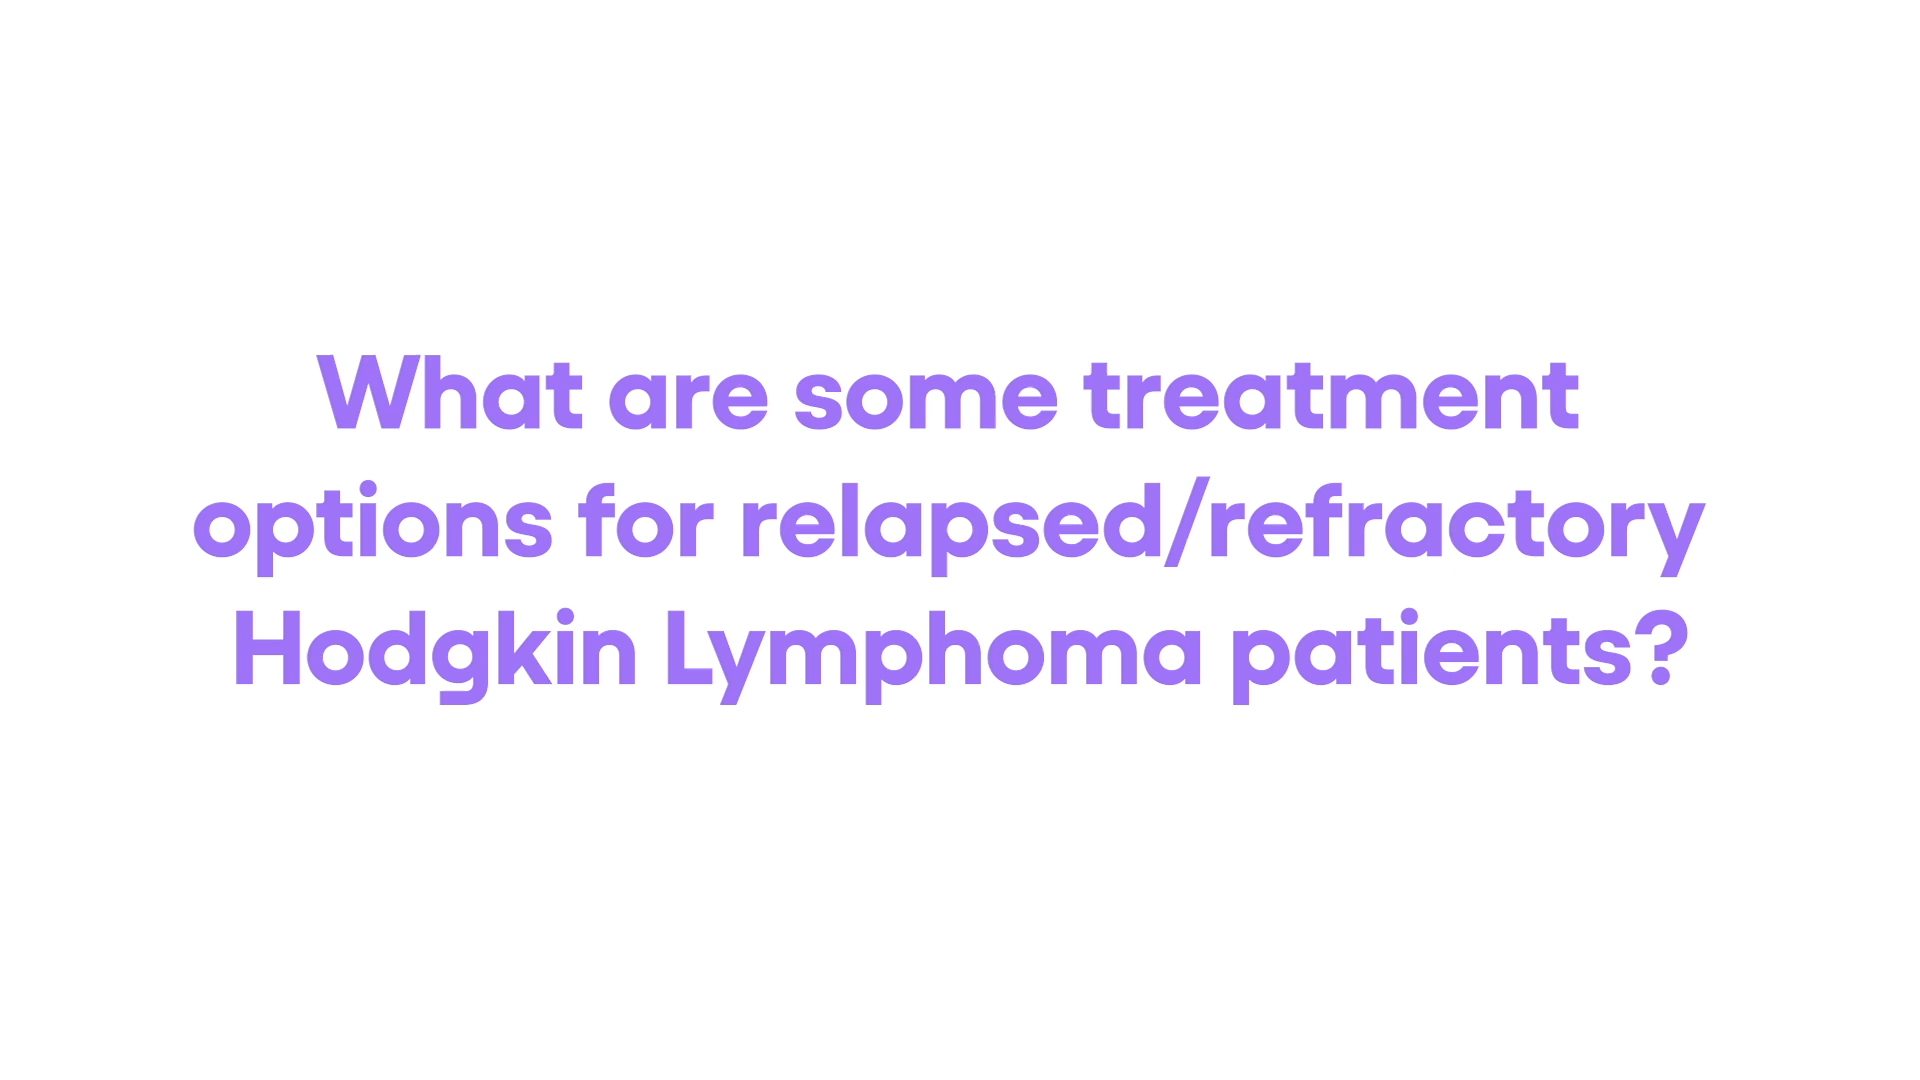 What are some treatment
options for relapsed/refractory
Hodgkin Lymphoma patients?